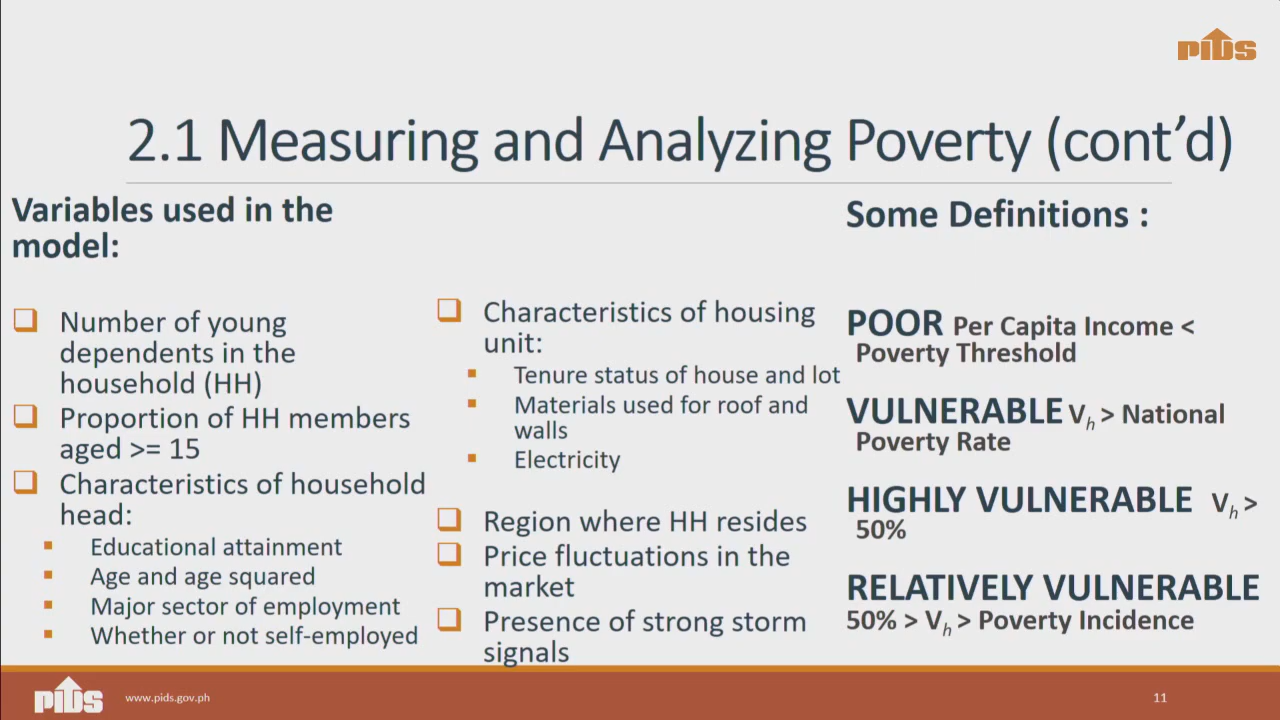 PIDS
2.1 Measuring and Analyzing Poverty (cont’d)
Variables used in the
model:
Number of young
dependents in the
household (HH)
Proportion of HH members
aged >= 15
Characteristics of household
head:
Educational attainment
Age and age squared
Major sector of employment
Whether or not self-employed
Characteristics of housing
unit:
Tenure status of house and lot
Materials used for roof and
walls
Electricity
Region where HH resides
Price fluctuations in the
market
Presence of strong storm
signals
Some Definitions :
POOR Per Capita Income <
Poverty Threshold
VULNERABLE Vh > National
Poverty Rate
HIGHLY VULNERABLE Vh >
50%
RELATIVELY VULNERABLE
50% > Vh > Poverty Incidence
PIDS
www.pids.gov.ph
11